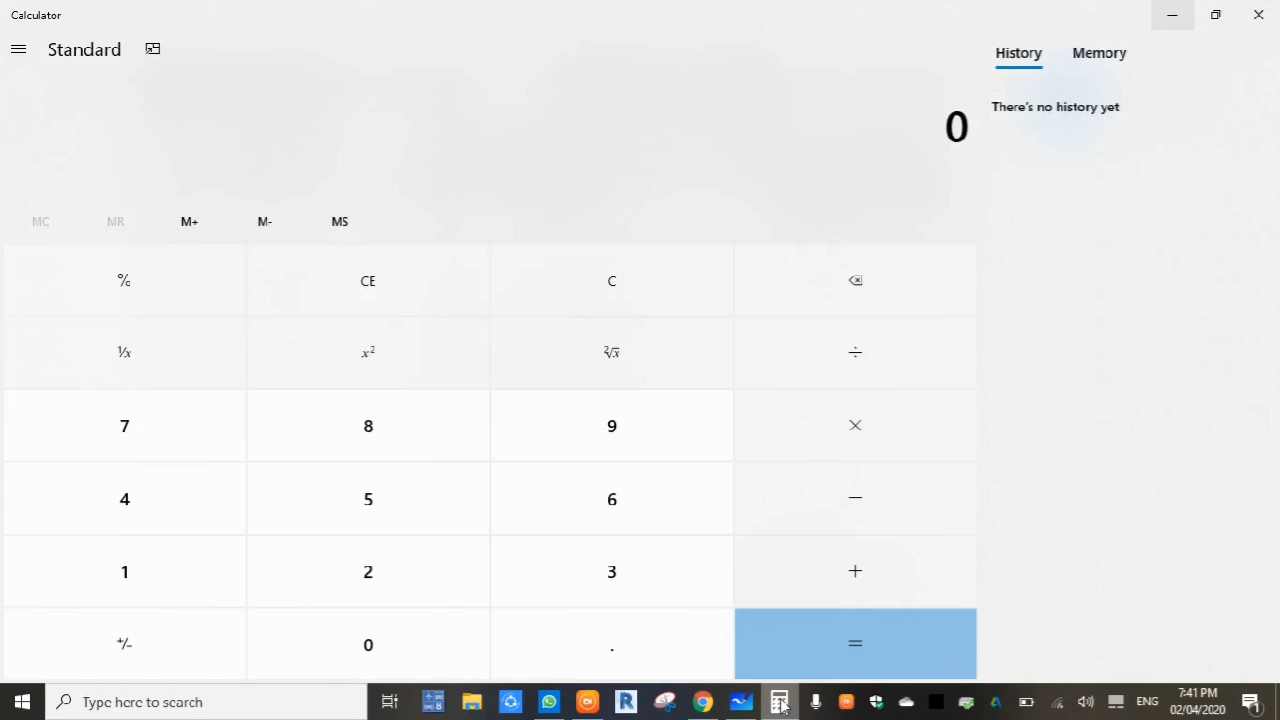 Calculator
Standard
History Memory
There's no history yet
0
MC MR M+ M- MS
% CE C
⅟x x² ²√x ÷
7 8 9 ×
4 5 6 −
1 2 3 +
+/− 0 . =
Type here to search
R
ENG
7:41 PM
02/04/2020
1